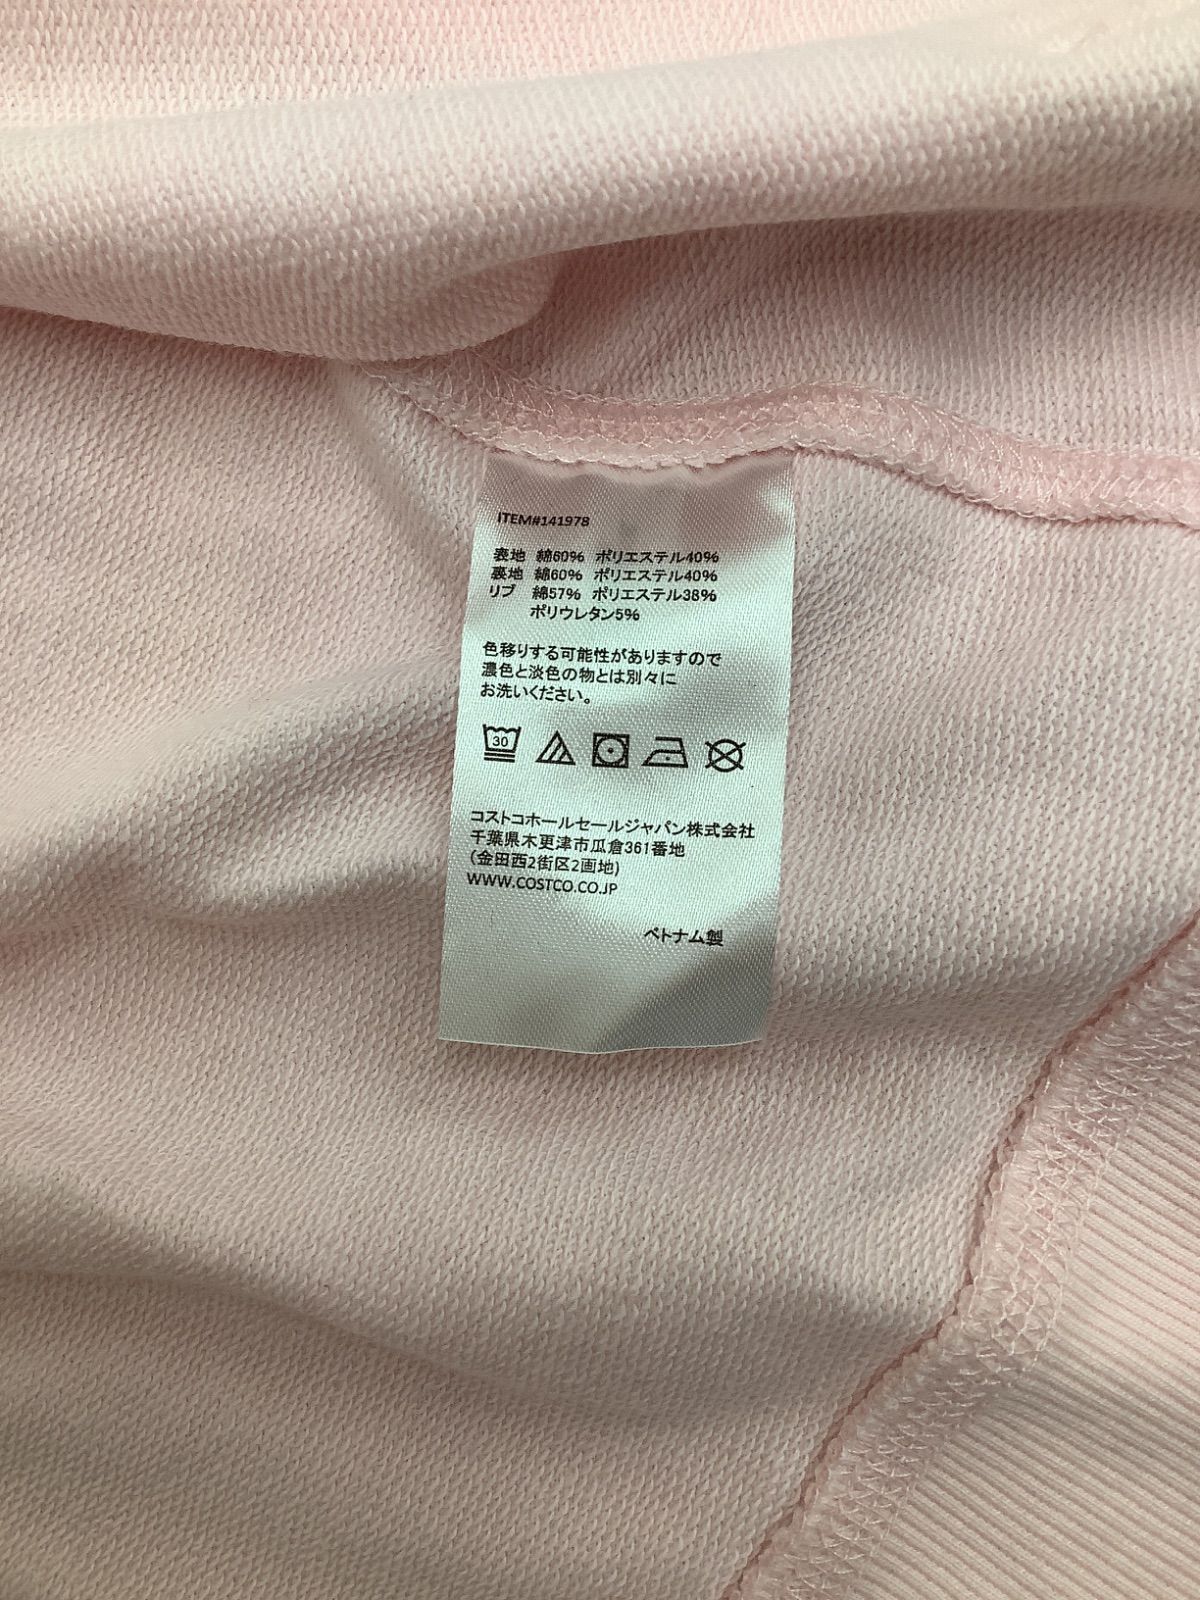 ITEM#141978
表地 綿60% ポリエステル40%
裏地 綿60% ポリエステル40%
リブ 綿57% ポリエステル38%
ポリウレタン5%
色移りする可能性がありますので
濃色と淡色の物とは別々に
お洗いください。
30
コストコホールセールジャパン株式会社
千葉県木更津市瓜倉361番地
(金田西2街区2画地)
WWW.COSTCO.CO.JP
ベトナム製